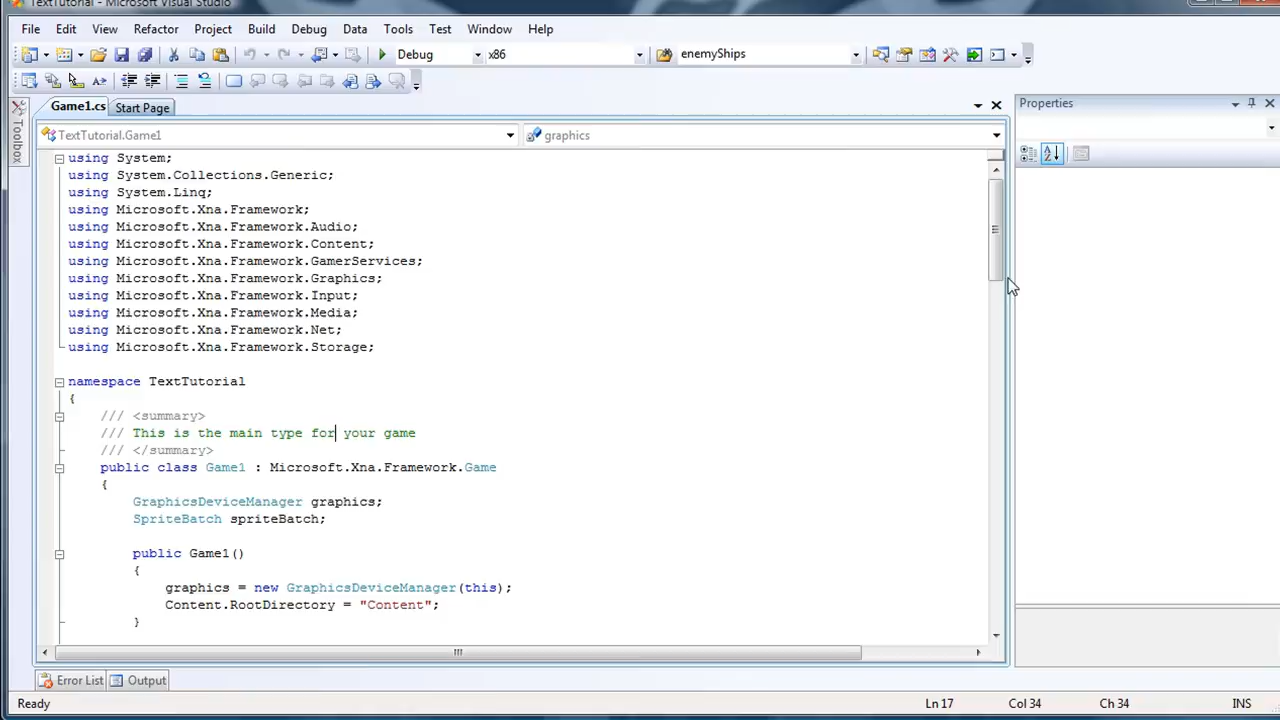 TextTutorial - Microsoft Visual Studio
File Edit View Refactor Project Build Debug Data Tools Test Window Help
Debug x86 enemyShips
Game1.cs Start Page
Properties
TextTutorial.Game1 graphics
Toolbox
using System;
using System.Collections.Generic;
using System.Linq;
using Microsoft.Xna.Framework;
using Microsoft.Xna.Framework.Audio;
using Microsoft.Xna.Framework.Content;
using Microsoft.Xna.Framework.GamerServices;
using Microsoft.Xna.Framework.Graphics;
using Microsoft.Xna.Framework.Input;
using Microsoft.Xna.Framework.Media;
using Microsoft.Xna.Framework.Net;
using Microsoft.Xna.Framework.Storage;
namespace TextTutorial
{
/// <summary>
/// This is the main type for your game
/// </summary>
public class Game1 : Microsoft.Xna.Framework.Game
{
GraphicsDeviceManager graphics;
SpriteBatch spriteBatch;
public Game1()
{
graphics = new GraphicsDeviceManager(this);
Content.RootDirectory = "Content";
}
Error List Output
Ready Ln 17 Col 34 Ch 34 INS